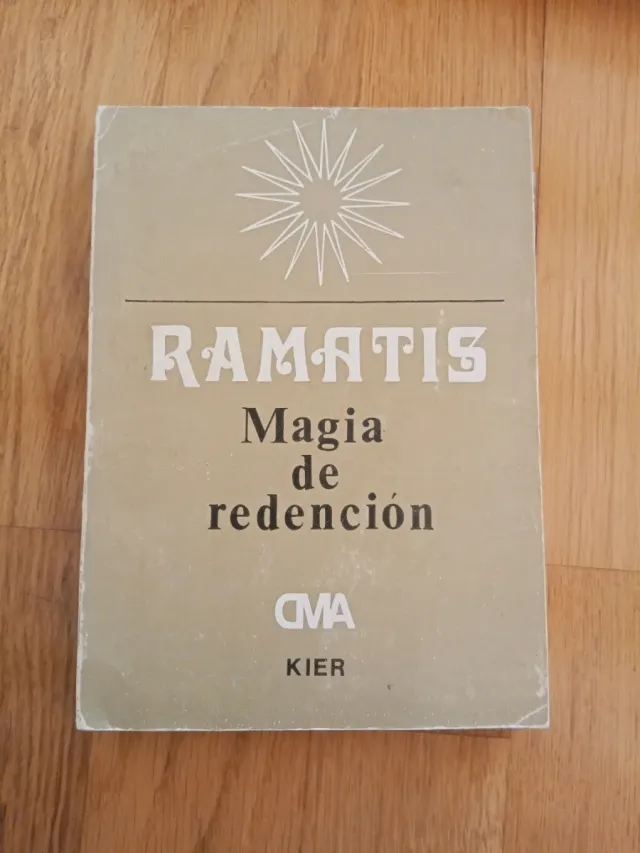 RAMATIS
Magia
de
redención
CMA
KIER